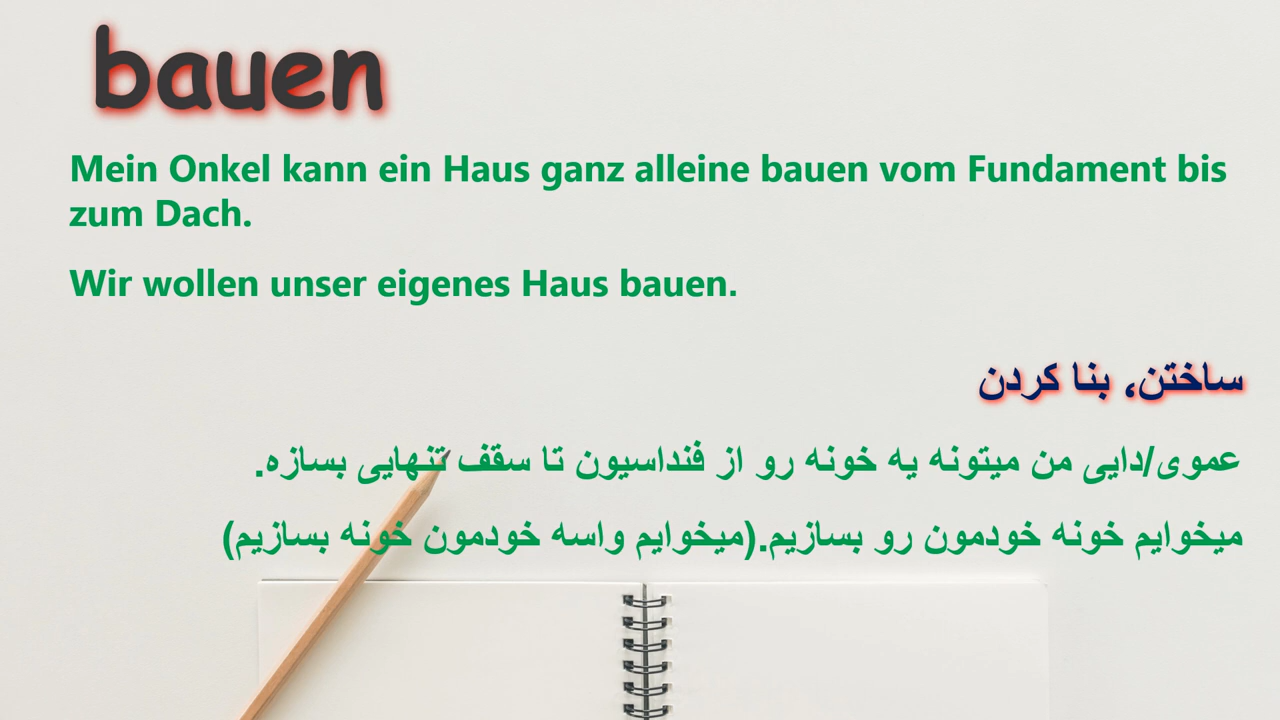 bauen
Mein Onkel kann ein Haus ganz alleine bauen vom Fundament bis
zum Dach.
Wir wollen unser eigenes Haus bauen.
ساختن، بنا کردن
عموی/دایی من میتونه یه خونه رو از فنداسیون تا سقف تنهایی بسازه.
میخوایم خونه خودمون رو بسازیم.(میخوایم واسه خودمون خونه بسازیم)